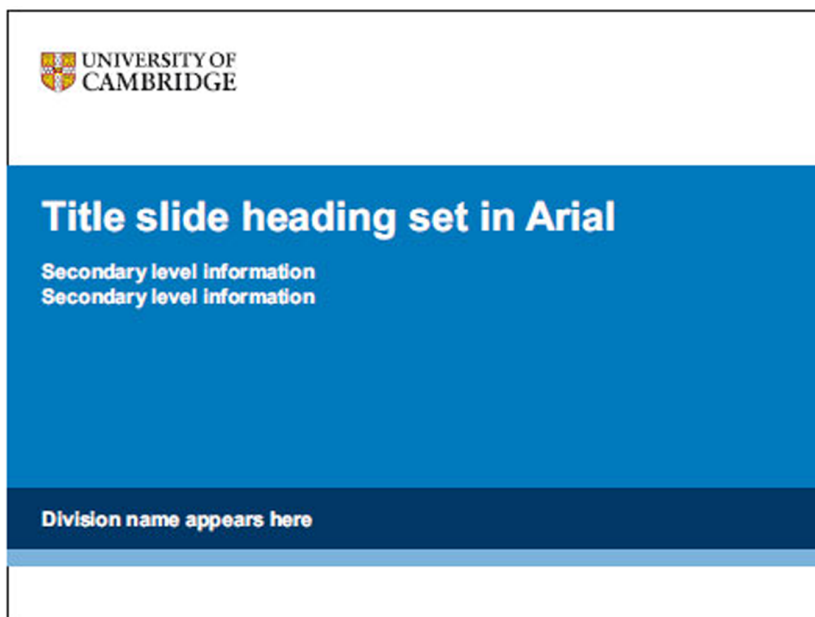 UNIVERSITY OF
CAMBRIDGE
Title slide heading set in Arial
Secondary level information
Secondary level information
Division name appears here